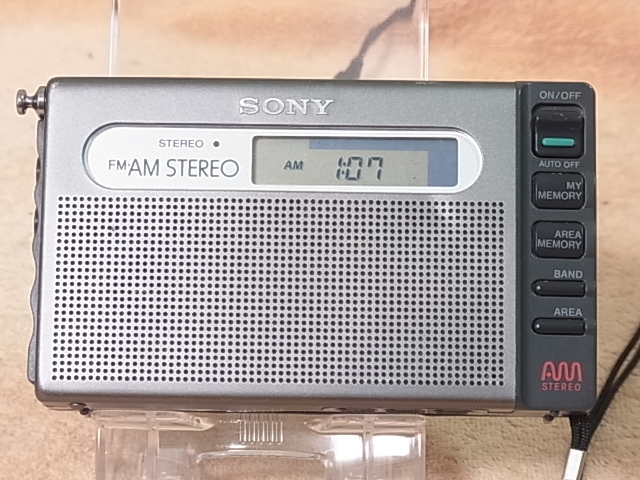 SONY
ON/OFF
STEREO
FM·AM STEREO
AM 1:07
AUTO OFF
MY
MEMORY
AREA
MEMORY
BAND
AREA
AM
STEREO